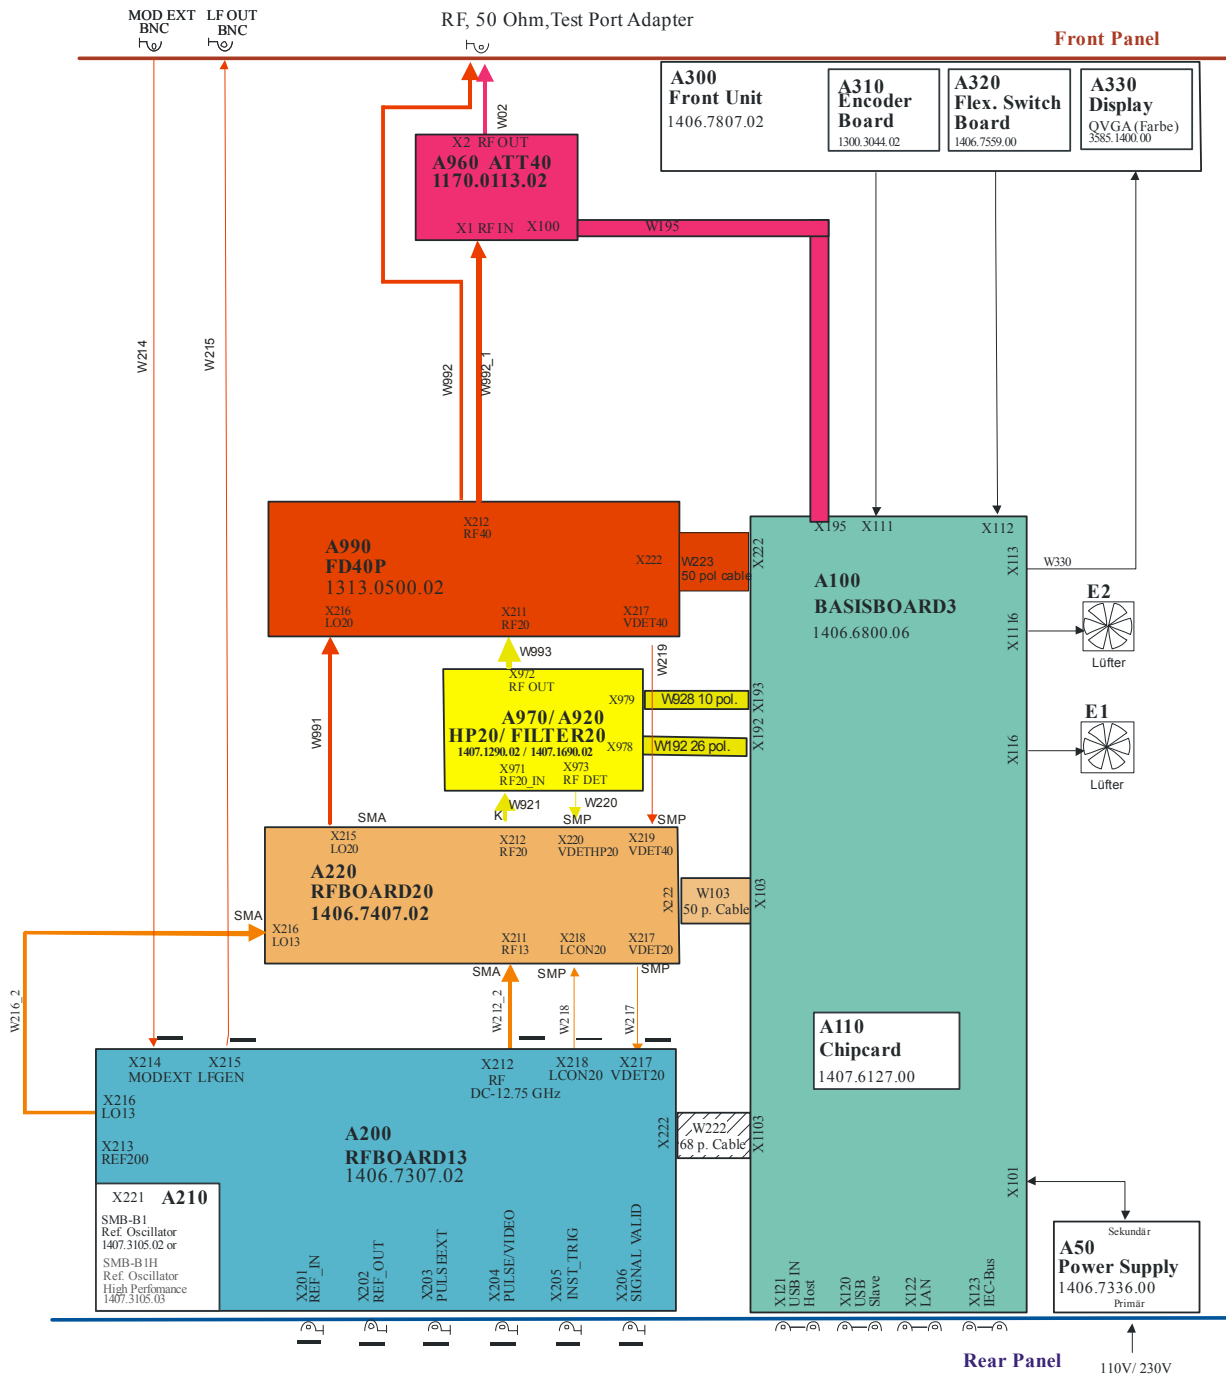 MOD EXT
BNC
LF OUT
BNC
RF, 50 Ohm,Test Port Adapter
Front Panel
A300
Front Unit
1406.7807.02
A310
Encoder
Board
1300.3044.02
A320
Flex. Switch
Board
1406.7559.00
A330
Display
QVGA (Farbe)
3585.1400.00
W02
X2 RF OUT
A960 ATT40
1170.0113.02
X1 RF IN
X100
W195
W214
W215
W992
W992_1
X212
RF40
A990
FD40P
1313.0500.02
X222
X216
LO20
X211
RF20
X217
VDET40
W223
50 pol cable
X222
X195
X111
X112
X113
W330
A100
BASISBOARD3
1406.6800.06
X1116
E2
Lüfter
X116
E1
Lüfter
W993
W219
W991
X972
RF OUT
X979
W928 10 pol.
X193
A970/ A920
HP20/ FILTER20
1407.1290.02 / 1407.1690.02
X978
W192 26 pol.
X192
X971
RF20_IN
X973
RF DET
W921
K
W220
SMA
SMP
SMP
X215
LO20
X212
RF20
X220
VDETHP20
X219
VDET40
A220
RFBOARD20
1406.7407.02
X222
W103
50 p. Cable
X103
SMA
X216
LO13
X211
RF13
X218
LCON20
X217
VDET20
SMA
SMP
SMP
W216_2
W212_2
W218
W217
X214
MODEXT
X215
LFGEN
X212
RF
DC-12.75 GHz
X218
LCON20
X217
VDET20
X216
LO13
X213
REF200
A200
RFBOARD13
1406.7307.02
X222
W222
68 p. Cable
X1103
A110
Chipcard
1407.6127.00
X221
A210
SMB-B1
Ref. Oscillator
1407.3105.02 or
SMB-B1H
Ref. Oscillator
High Perfomance
1407.3105.03
X201
REF_IN
X202
REF_OUT
X203
PULSEEXT
X204
PULSE/VIDEO
X205
INST_TRIG
X206
SIGNAL VALID
X121
USB IN
Host
X120
USB
Slave
X122
LAN
X123
IEC-Bus
X101
Sekundär
A50
Power Supply
1406.7336.00
Primär
Rear Panel
110V/ 230V